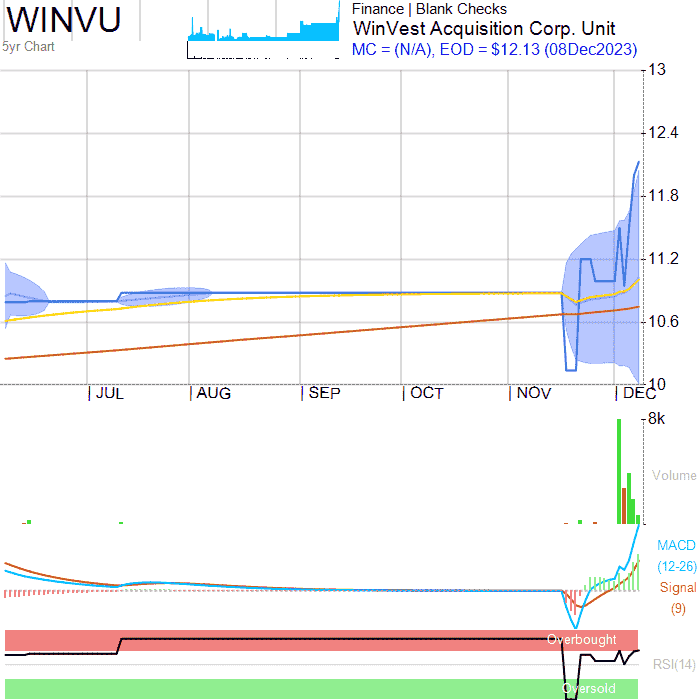 WINVU
5yr Chart
Finance | Blank Checks
WinVest Acquisition Corp. Unit
MC = (N/A), EOD = $12.13 (08Dec2023)
13
12.4
11.8
11.2
10.6
10
JUL AUG SEP OCT NOV DEC
8k
Volume
MACD
(12-26)
Signal
(9)
Overbought
RSI(14)
Oversold